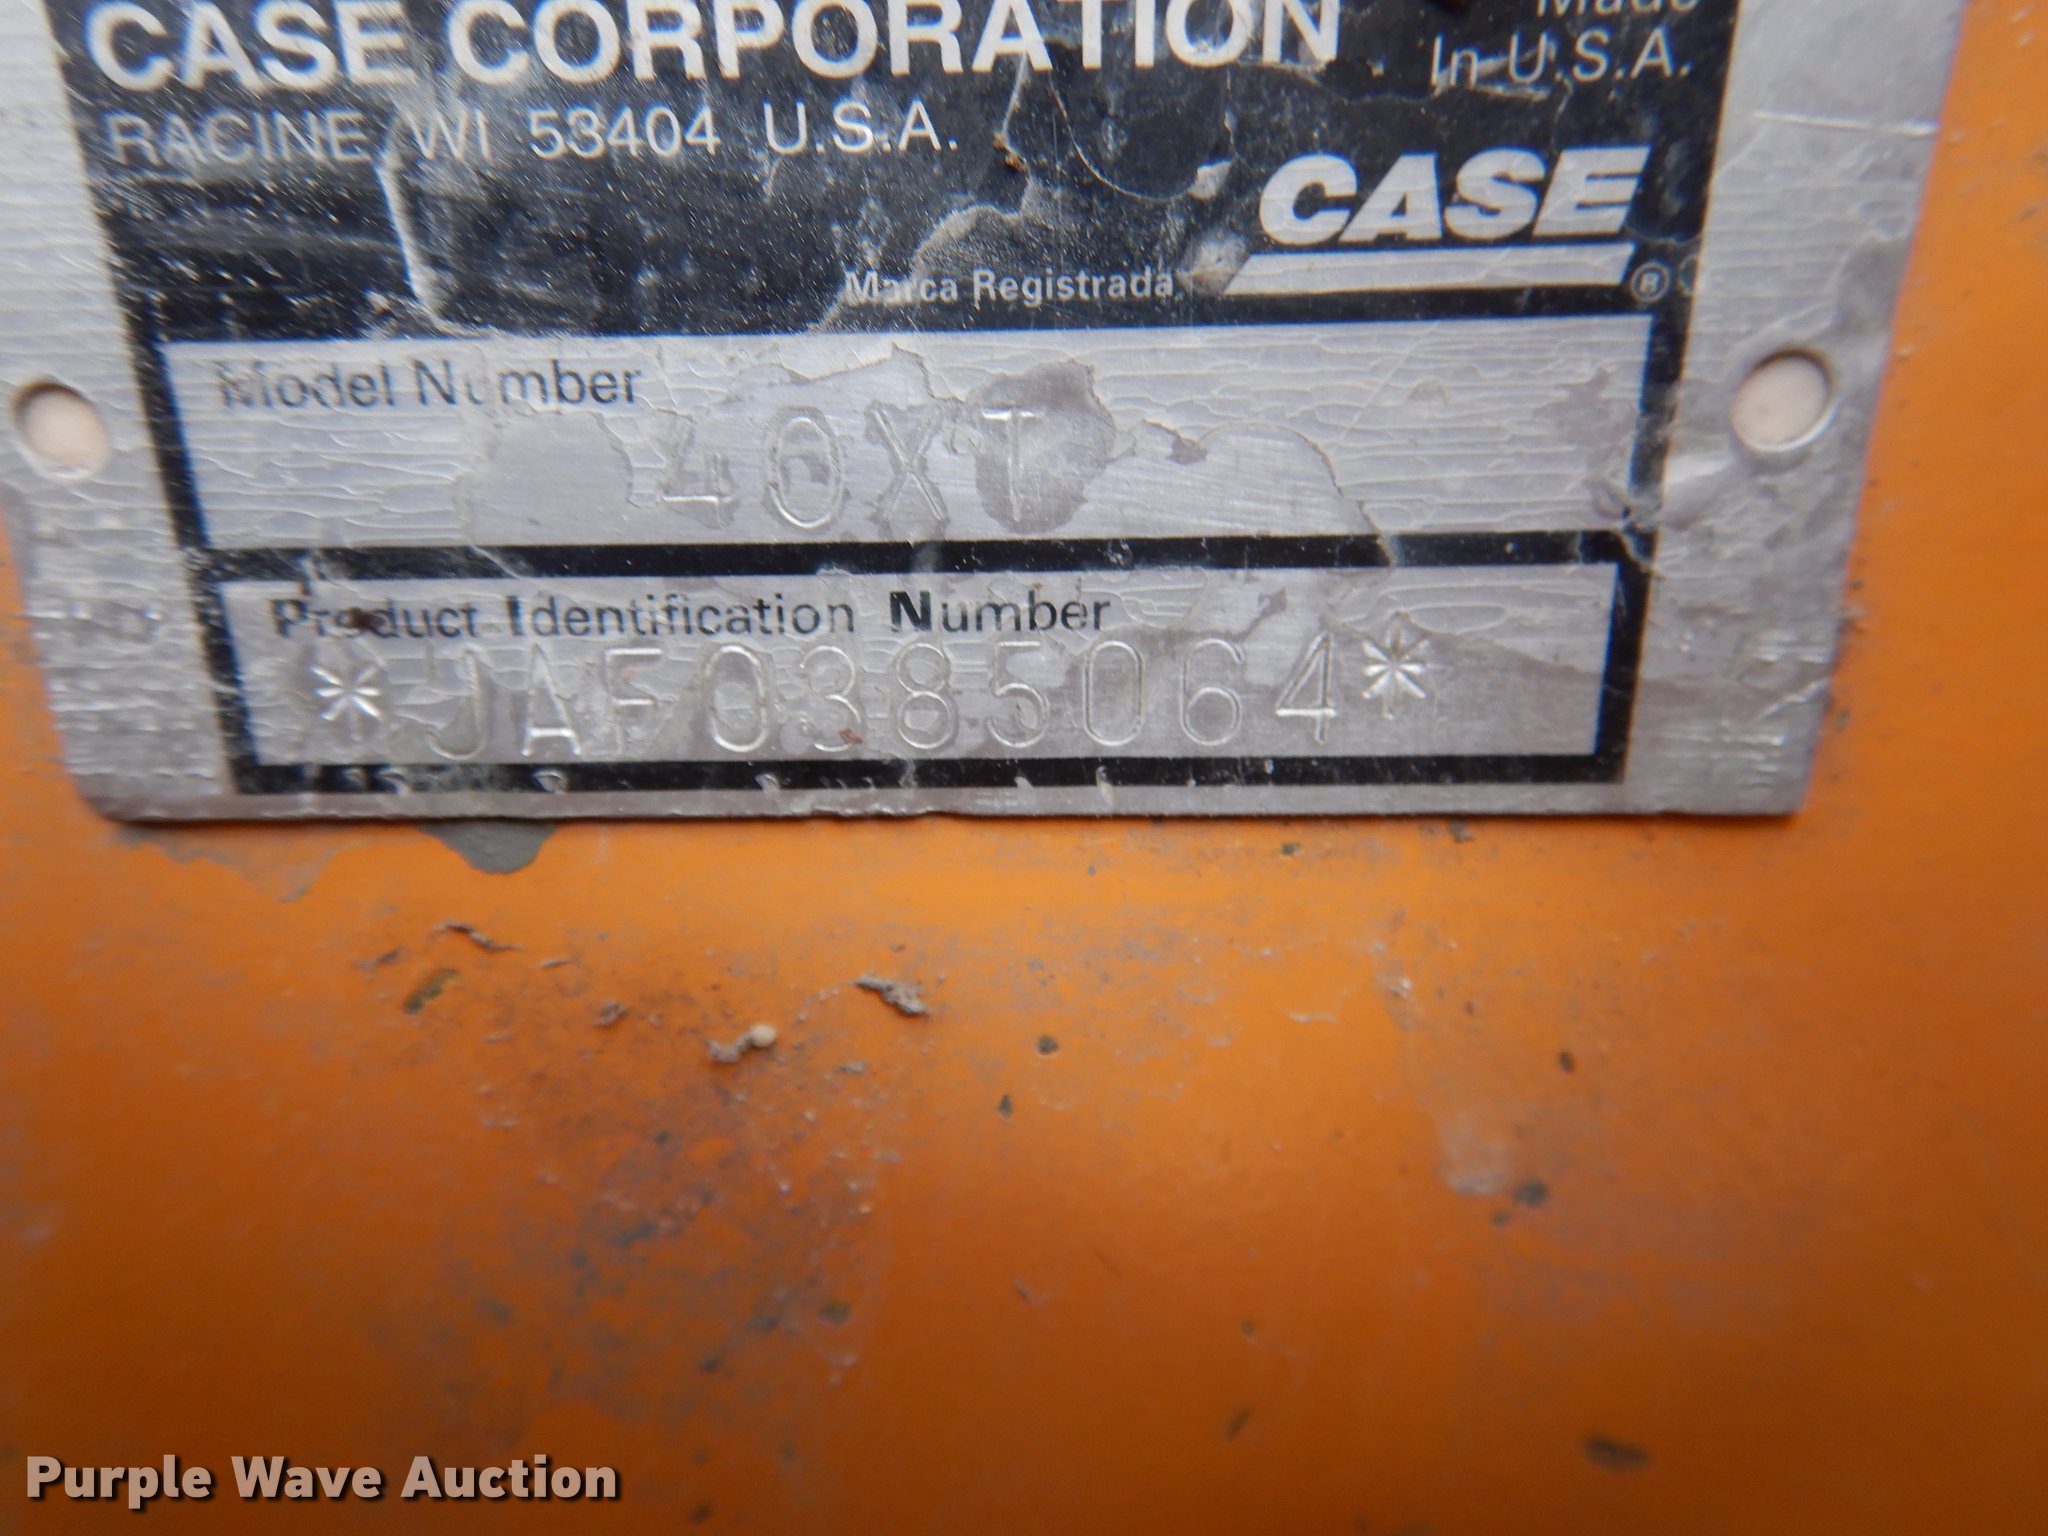 CASE CORPORATION
Made
In U.S.A.
RACINE, WI 53404 U.S.A.
CASE
Marca Registrada
®
Model Number
40XT
Product Identification Number
*JAF0385064*
Purple Wave Auction